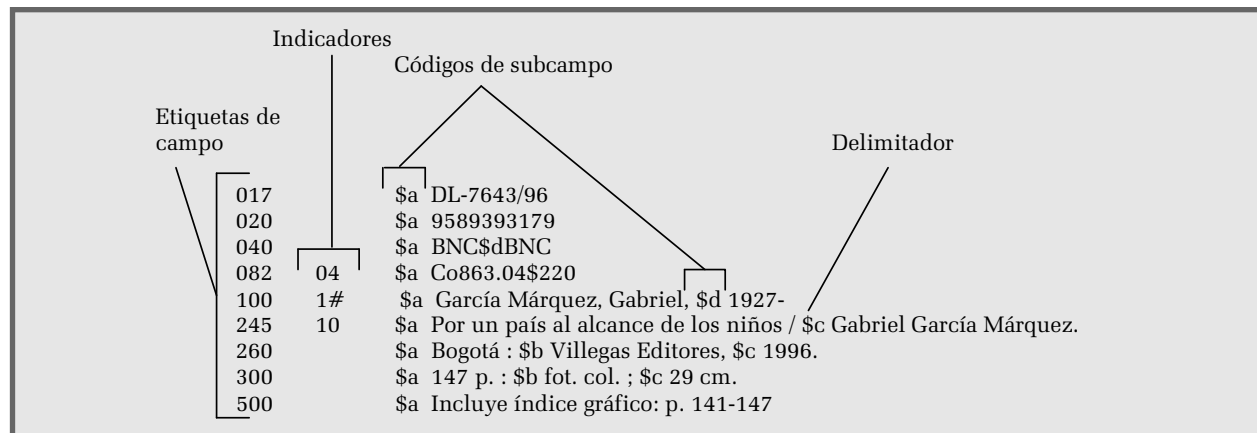 Indicadores
Códigos de subcampo
Etiquetas de
campo
Delimitador
017 $a DL-7643/96
020 $a 9589393179
040 $a BNC$dBNC
082 04 $a Co863.04$220
100 1# $a García Márquez, Gabriel, $d 1927-
245 10 $a Por un país al alcance de los niños / $c Gabriel García Márquez.
260 $a Bogotá : $b Villegas Editores, $c 1996.
300 $a 147 p. : $b fot. col. ; $c 29 cm.
500 $a Incluye índice gráfico: p. 141-147